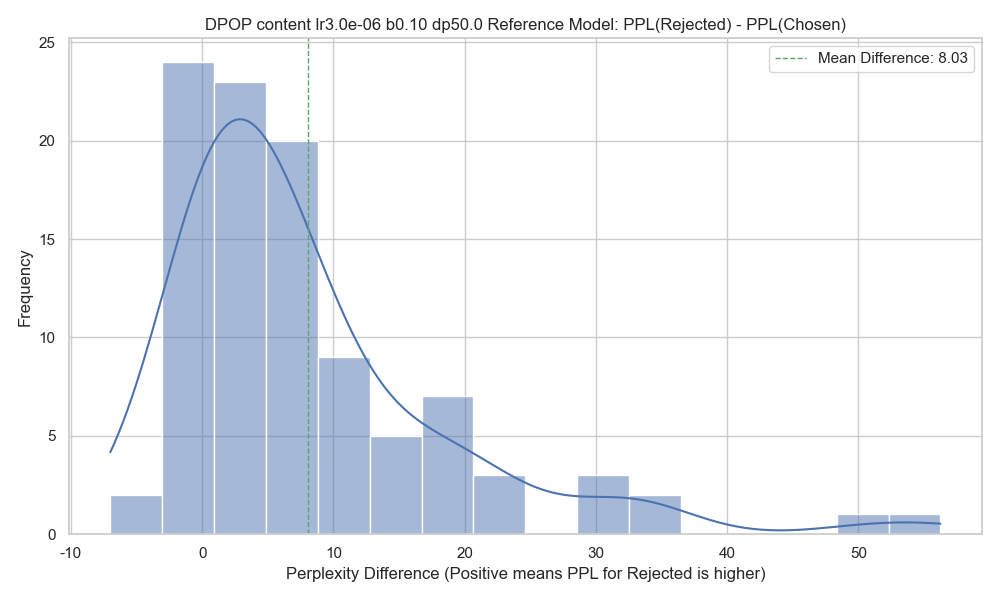 DPOP content lr3.0e-06 b0.10 dp50.0 Reference Model: PPL(Rejected) - PPL(Chosen)
Mean Difference: 8.03
25
20
15
10
5
0
Frequency
-10 0 10 20 30 40 50
Perplexity Difference (Positive means PPL for Rejected is higher)